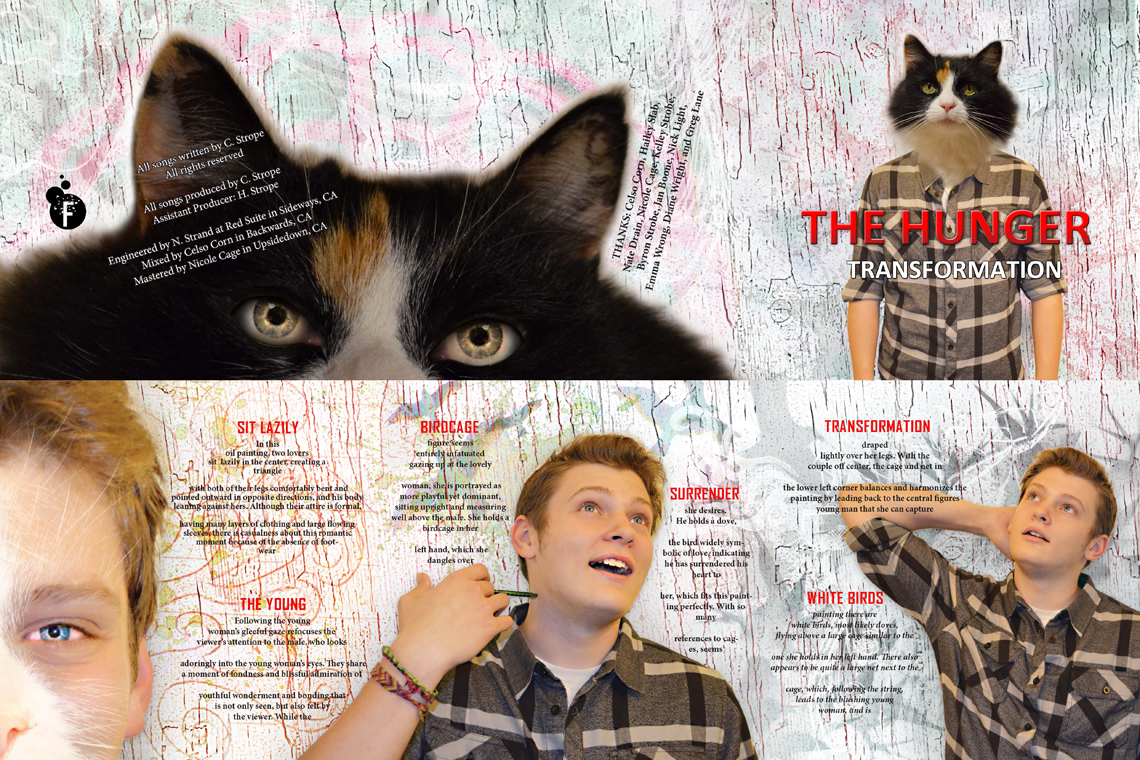 All songs written by C. Strope
All rights reserved
All songs produced by C. Strope
Assistant Producer: H. Strope
Engineered by N. Strand at Red Suite in Sideways, CA
Mixed by Celso Corn in Backwards, CA
Mastered by Nicole Cage in Upsidedown, CA
F
THANKS: Celso Corn, Hailey Slab,
Nate Drain, Nicole Cage, Kelley Strobe,
Byron Strobe, Jan Boone, Nick Light,
Emma Wrong, Diane Wright, and Greg Lane
THE HUNGER
TRANSFORMATION
SIT LAZILY
In this
oil painting, two lovers
sit lazily in the center, creating a
triangle
with both of their legs comfortably bent and
pointed outward in opposite directions, and his body
leaning against hers. Although their attire is formal,
having many layers of clothing and large flowing
sleeves, there is casualness about this romantic
moment because of the absence of foot-
wear
THE YOUNG
Following the young
woman's gleeful gaze refocuses the
viewer's attention to the male, who looks
adoringly into the young woman's eyes. They share
a moment of fondness and blissful admiration of
youthful wonderment and bonding that
is not only seen, but also felt by
the viewer. While the
BIRDCAGE
figure seems
entirely infatuated
gazing up at the lovely
woman, she is portrayed as
more playful yet dominant,
sitting upright and measuring
well above the male. She holds a
birdcage in her
left hand, which she
dangles over
SURRENDER
she desires.
He holds a dove,
the bird widely sym-
bolic of love, indicating
he has surrendered his
heart to
her, which fits this paint-
ing perfectly. With so
many
references to cag-
es, seems
TRANSFORMATION
draped
lightly over her legs. With the
couple off center, the cage and net in
the lower left corner balances and harmonizes the
painting by leading back to the central figures
young man that she can capture
WHITE BIRDS
painting there are
white birds, most likely doves,
flying above a large cage similar to the
one she holds in her left hand. There also
appears to be quite a large net next to the
cage, which, following the string,
leads to the blushing young
woman, and is